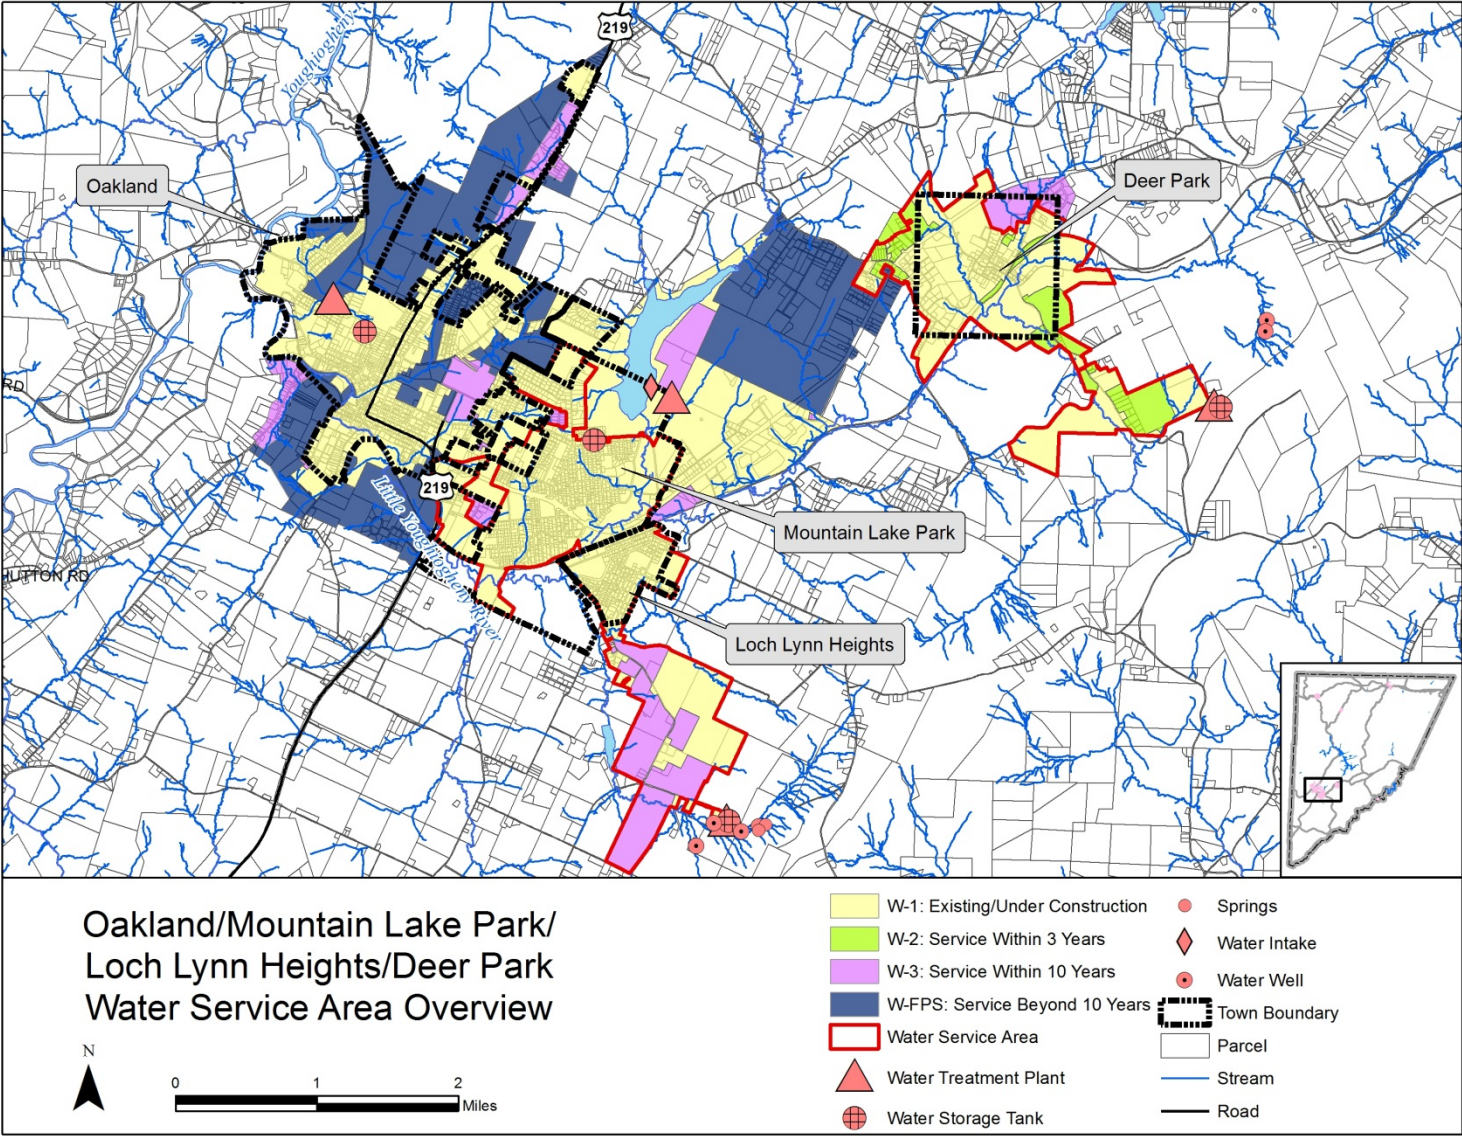 219
Youghiogheny
Oakland
Deer Park
RD
219
Little Youghiogheny River
Mountain Lake Park
HUTTON RD
Loch Lynn Heights
Oakland/Mountain Lake Park/
Loch Lynn Heights/Deer Park
Water Service Area Overview
N
0 1 2
Miles
W-1: Existing/Under Construction
W-2: Service Within 3 Years
W-3: Service Within 10 Years
W-FPS: Service Beyond 10 Years
Water Service Area
Water Treatment Plant
Water Storage Tank
Springs
Water Intake
Water Well
Town Boundary
Parcel
Stream
Road